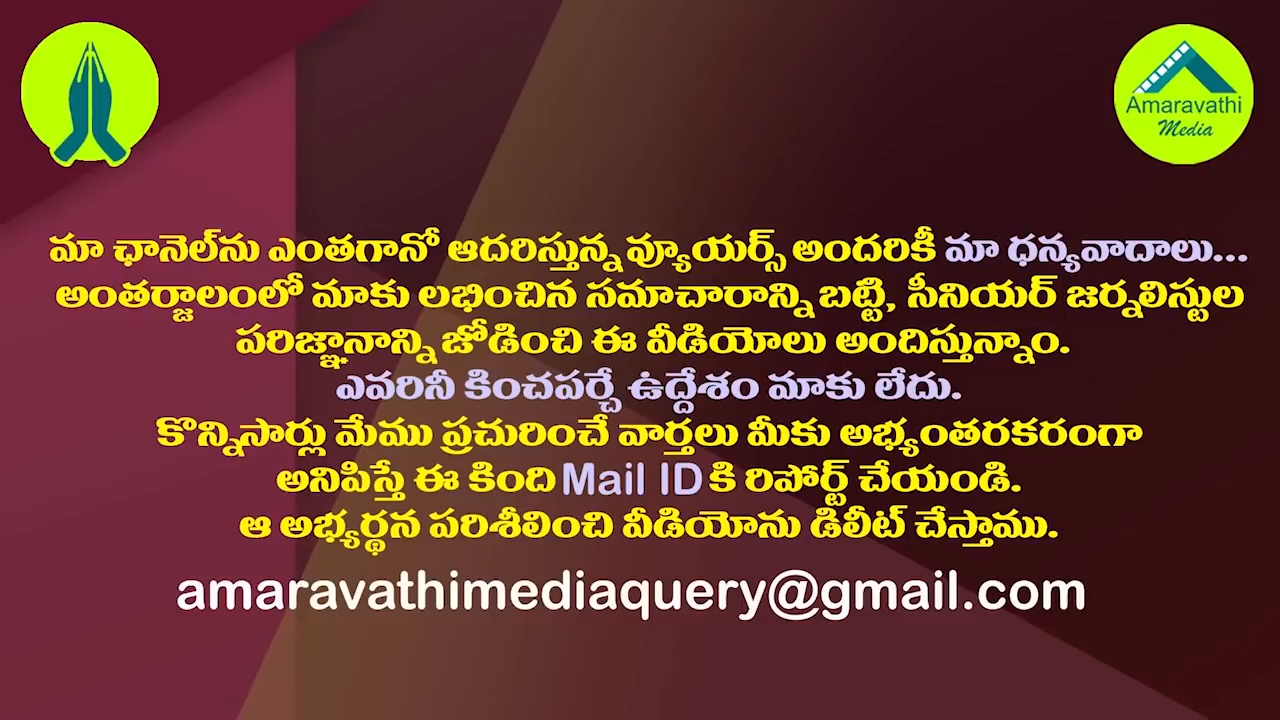 Amaravathi
Media
మా ఛానెల్‌ను ఎంతగానో ఆదరిస్తున్న వ్యూయర్స్ అందరికీ మా ధన్యవాదాలు...
అంతర్జాలంలో మాకు లభించిన సమాచారాన్ని బట్టి, సీనియర్ జర్నలిస్టుల
పరిజ్ఞానాన్ని జోడించి ఈ వీడియోలు అందిస్తున్నాం.
ఎవరినీ కించపర్చే ఉద్దేశం మాకు లేదు.
కొన్నిసార్లు మేము ప్రచురించే వార్తలు మీకు అభ్యంతరకరంగా
అనిపిస్తే ఈ కింది Mail ID కి రిపోర్ట్ చేయండి.
ఆ అభ్యర్థన పరిశీలించి వీడియోను డిలీట్ చేస్తాము.
amaravathimediaquery@gmail.com